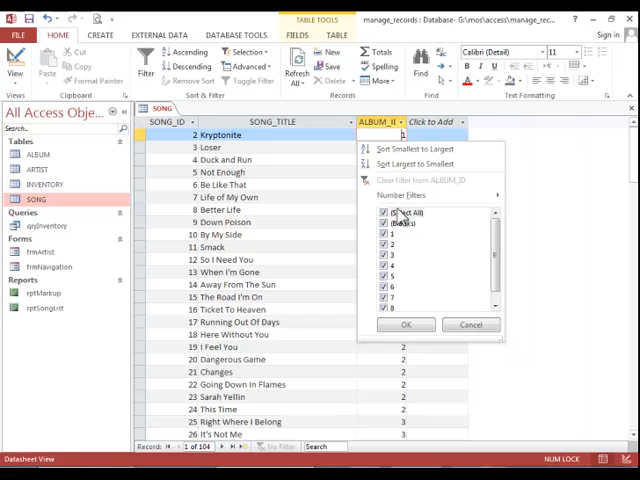 TABLE TOOLS
manage_records : Database- G:\mos\access\manage_rec...
FILE HOME CREATE EXTERNAL DATA DATABASE TOOLS FIELDS TABLE Sign in
View
Paste
Cut
Copy
Format Painter
Filter
Ascending
Descending
Remove Sort
Selection
Advanced
Toggle Filter
Refresh All
New
Save
Delete
Totals
Spelling
More
Find
Calibri (Detail) 11
B I U
Views Clipboard Sort & Filter Records Find Text Formatting
All Access Obje...
Search...
Tables
ALBUM
ARTIST
INVENTORY
SONG
Queries
qryInventory
Forms
frmArtist
frmNavigation
Reports
rptMarkup
rptSongList
SONG
SONG_ID SONG_TITLE ALBUM_ID Click to Add
2 Kryptonite 1
3 Loser
4 Duck and Run
5 Not Enough
6 Be Like That
7 Life of My Own
8 Better Life
9 Down Poison
10 By My Side
11 Smack
12 So I Need You
13 When I'm Gone
14 Away From The Sun
15 The Road I'm On
16 Ticket To Heaven
17 Running Out Of Days
18 Here Without You
19 I Feel You 2
20 Dangerous Game 2
21 Changes 2
22 Going Down In Flames 2
23 Sarah Yellin 2
24 This Time 2
25 Right Where I Belong 3
26 It's Not Me 3
Sort Smallest to Largest
Sort Largest to Smallest
Clear filter from ALBUM_ID
Number Filters
(Select All)
(Blanks)
1
2
3
4
5
6
7
8
OK Cancel
Record: 1 of 104 No Filter Search
Datasheet View NUM LOCK